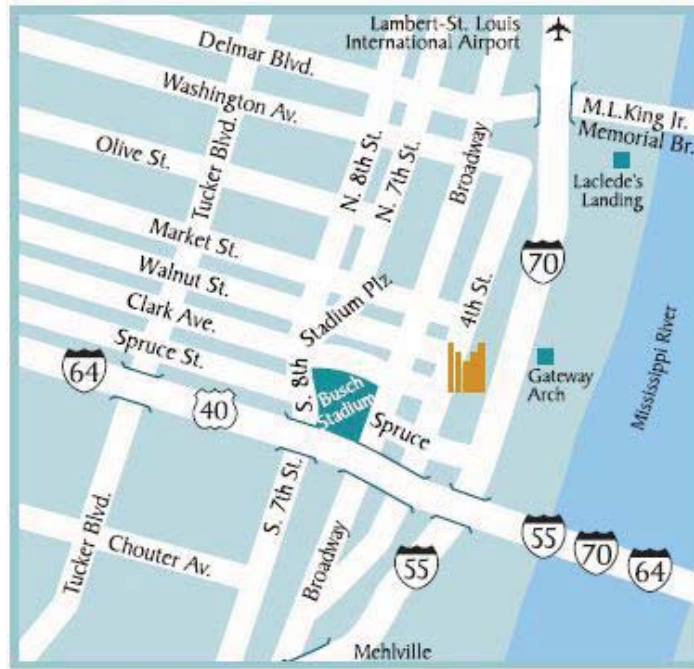 Lambert-St. Louis
International Airport
Delmar Blvd.
Washington Av.
M.L.King Jr.
Memorial Br.
Olive St.
Tucker Blvd.
N. 8th St.
N. 7th St.
Broadway
Laclede's
Landing
Market St.
Walnut St.
Clark Ave.
Spruce St.
Stadium Plz.
4th St.
70
Mississippi River
64
40
S. 8th
Busch
Stadium
Spruce
Gateway
Arch
Tucker Blvd.
Chouter Av.
S. 7th St.
Broadway
55
55
70
64
Mehlville